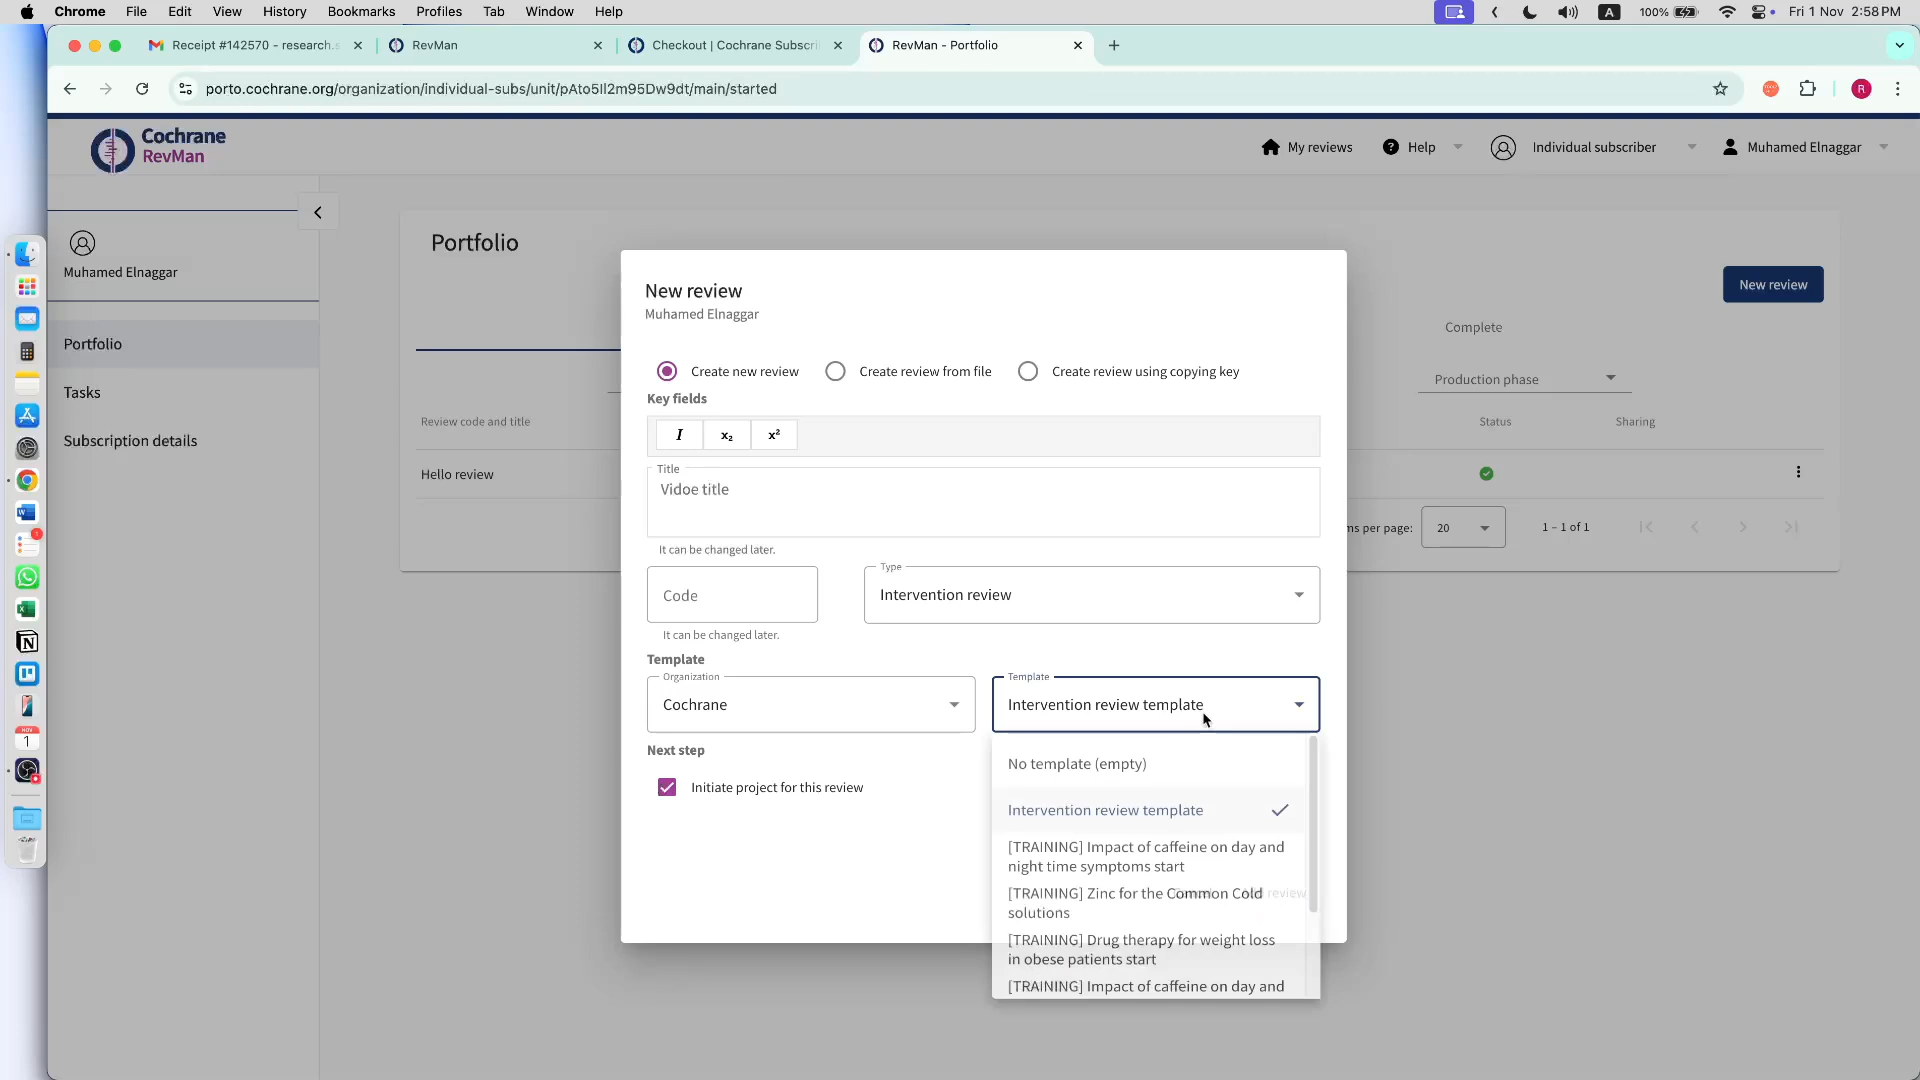 Chrome File Edit View History Bookmarks Profiles Tab Window Help
A 100% Fri 1 Nov 2:58 PM
Receipt #142570 - research.s
RevMan
Checkout | Cochrane Subscri
RevMan - Portfolio
porto.cochrane.org/organization/individual-subs/unit/pAto5Il2m95Dw9dt/main/started
R
Cochrane
RevMan
My reviews
Help
Individual subscriber
Muhamed Elnaggar
Muhamed Elnaggar
Portfolio
Tasks
Subscription details
Portfolio
New review
Complete
Production phase
Review code and title
Status
Sharing
Hello review
ms per page:
20
1 – 1 of 1
New review
Muhamed Elnaggar
Create new review
Create review from file
Create review using copying key
Key fields
I
x₂
x²
Title
Vidoe title
It can be changed later.
Code
Type
Intervention review
It can be changed later.
Template
Organization
Cochrane
Template
Intervention review template
Next step
Initiate project for this review
No template (empty)
Intervention review template
[TRAINING] Impact of caffeine on day and
night time symptoms start
[TRAINING] Zinc for the Common Cold
solutions
review
[TRAINING] Drug therapy for weight loss
in obese patients start
[TRAINING] Impact of caffeine on day and
W
1
X
N
NOV
1